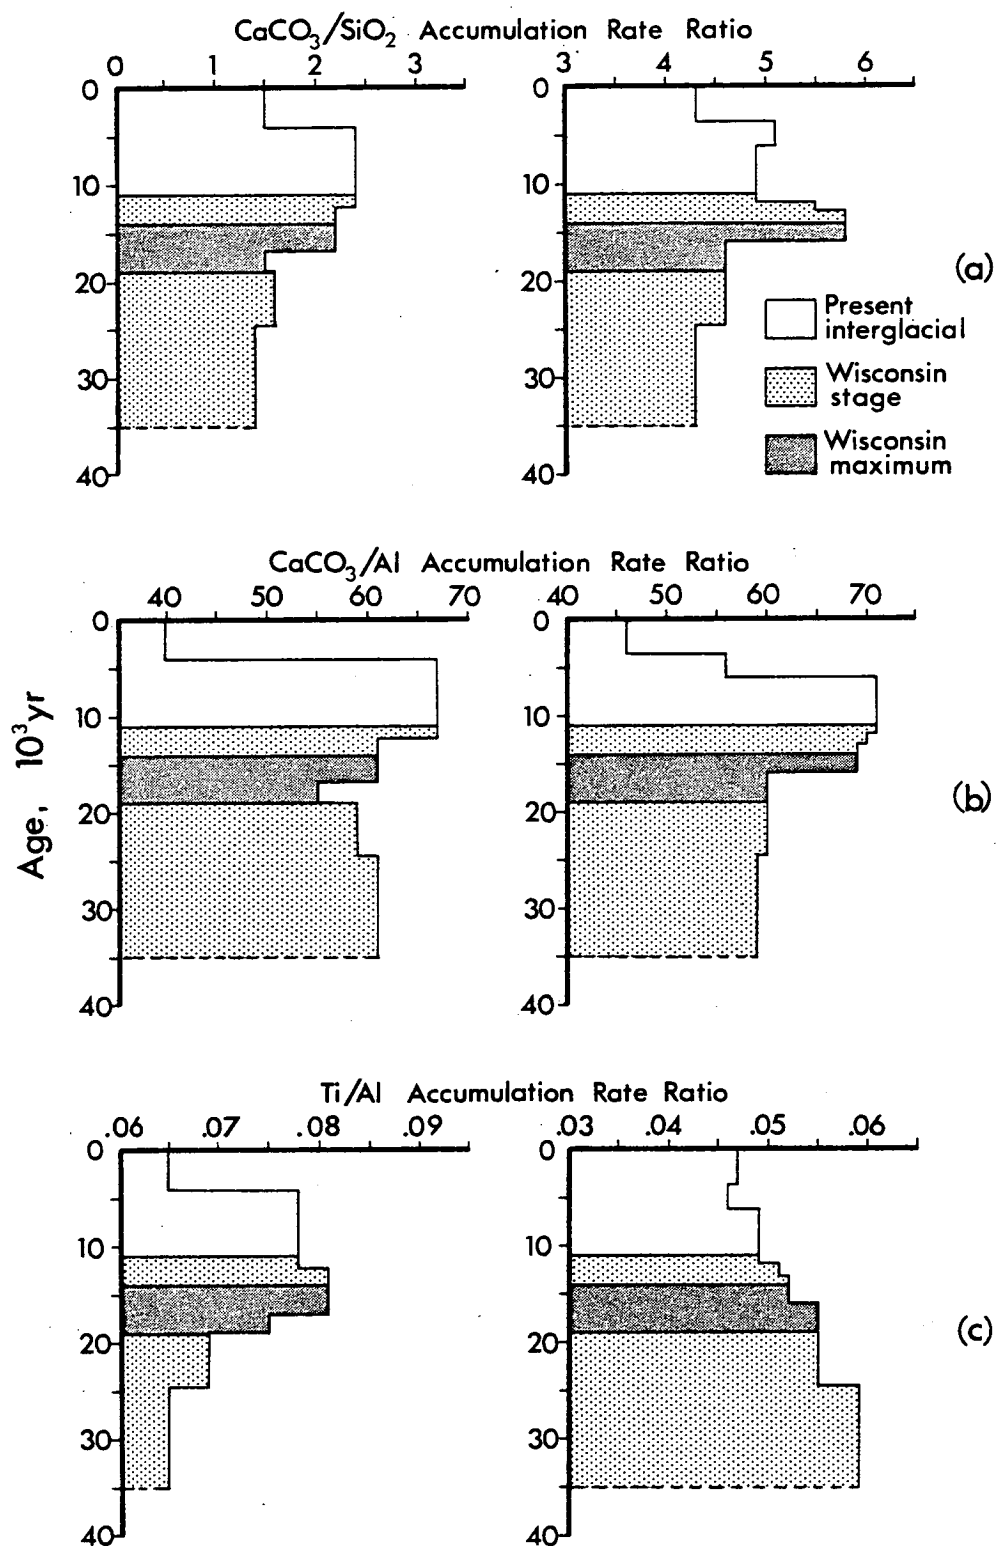 CaCO₃/SiO₂ Accumulation Rate Ratio
0 1 2 3
3 4 5 6
0
10
20
30
40
0
10
20
30
40
(a)
Present interglacial
Wisconsin stage
Wisconsin maximum
CaCO₃/Al Accumulation Rate Ratio
40 50 60 70
40 50 60 70
0
10
20
30
40
0
10
20
30
40
(b)
Age, 10³yr
Ti/Al Accumulation Rate Ratio
.06 .07 .08 .09
.03 .04 .05 .06
0
10
20
30
40
0
10
20
30
40
(c)